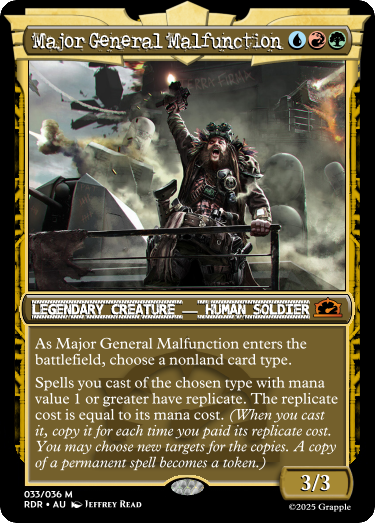 Major General Malfunction
Legendary Creature — Human Soldier
As Major General Malfunction enters the
battlefield, choose a nonland card type.
Spells you cast of the chosen type with mana
value 1 or greater have replicate. The replicate
cost is equal to its mana cost. (When you cast
it, copy it for each time you paid its replicate cost.
You may choose new targets for the copies. A copy
of a permanent spell becomes a token.)
3/3
033/036 M
RDR • AU Jeffrey Read
©2025 Grapple